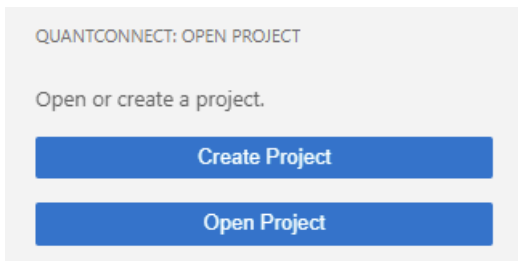 QUANTCONNECT: OPEN PROJECT
Open or create a project.
Create Project
Open Project